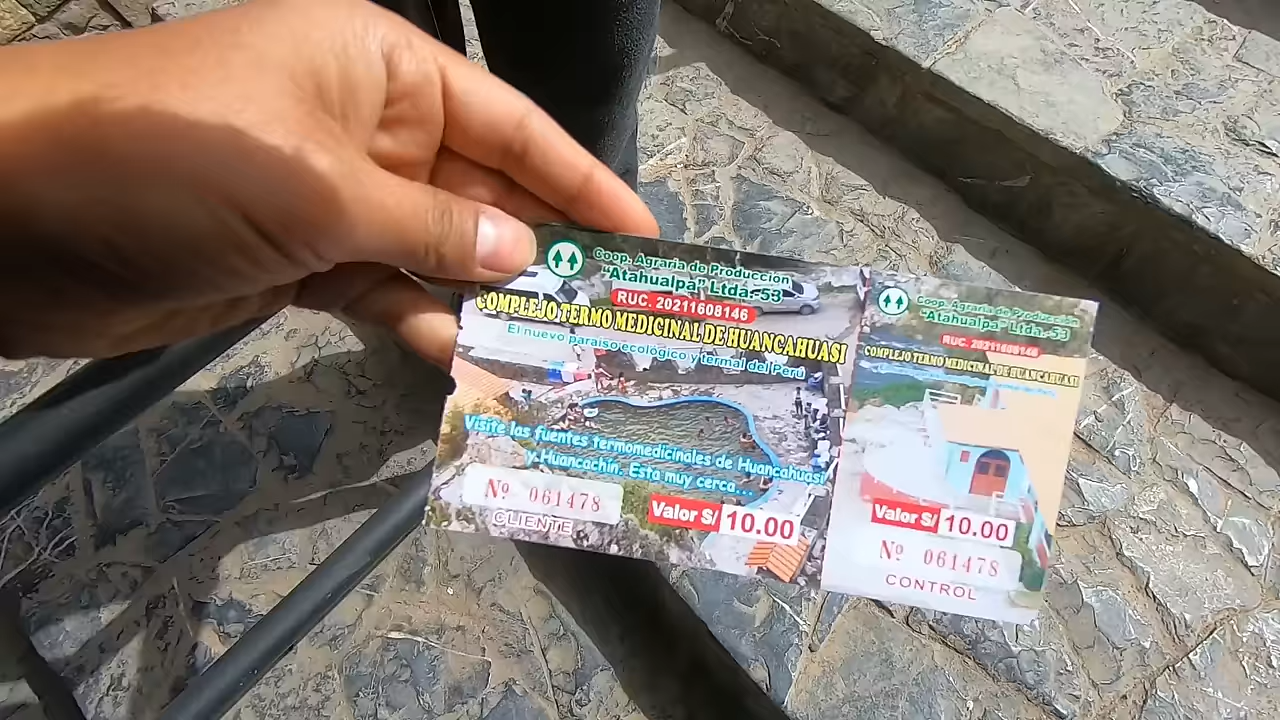 Coop. Agraria de Producción
"Atahualpa" Ltda.-53
RUC. 20211608146
COMPLEJO TERMO MEDICINAL DE HUANCAHUASI
El nuevo paraiso ecológico y termal del Perú
Visite las fuentes termomedicinales de Huancahuasi
y Huancachin. Esta muy cerca...
Nº 061478
CLIENTE
Valor S/ 10.00
Coop. Agraria de Producción
"Atahualpa" Ltda.-53
RUC. 20211608146
COMPLEJO TERMO MEDICINAL DE HUANCAHUASI
Valor S/ 10.00
Nº 061478
CONTROL